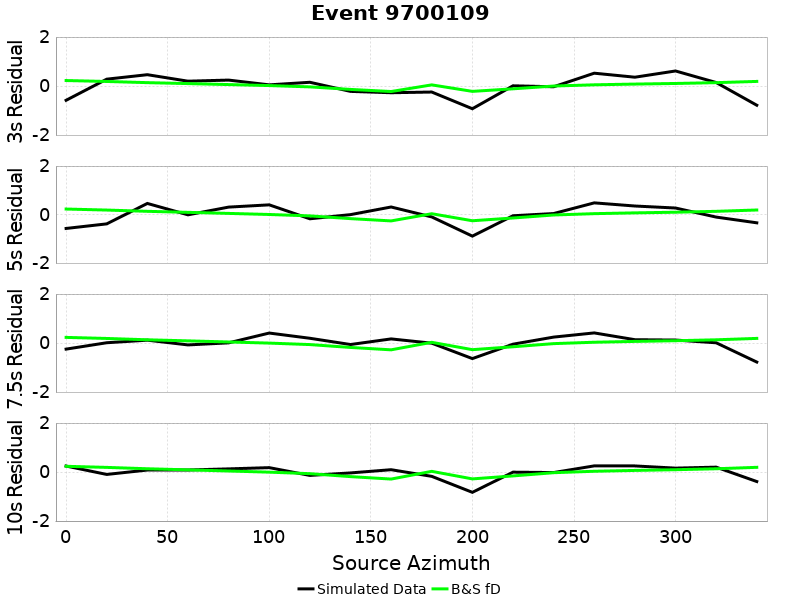 Event 9700109
3s Residual
2
0
-2
5s Residual
2
0
-2
7.5s Residual
2
0
-2
10s Residual
2
0
-2
0 50 100 150 200 250 300
Source Azimuth
Simulated Data B&S fD